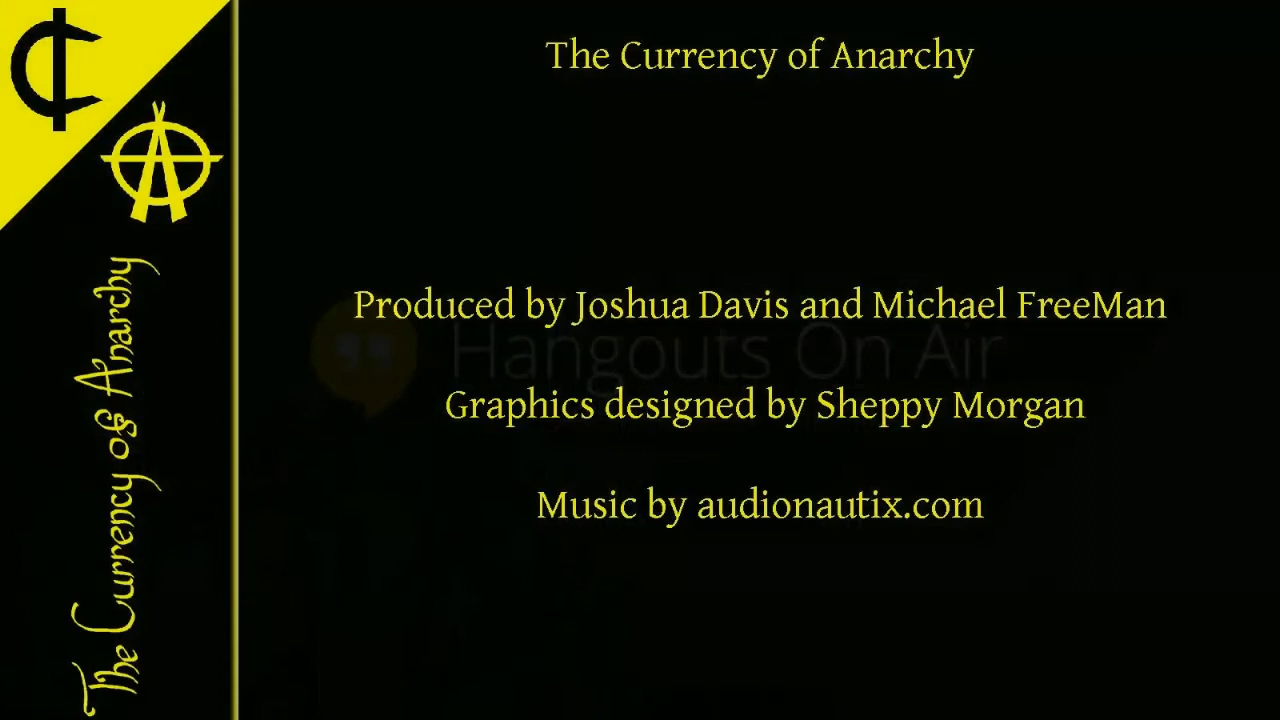 The Currency of Anarchy
The Currency of Anarchy
Produced by Joshua Davis and Michael FreeMan
Hangouts On Air
Graphics designed by Sheppy Morgan
Music by audionautix.com